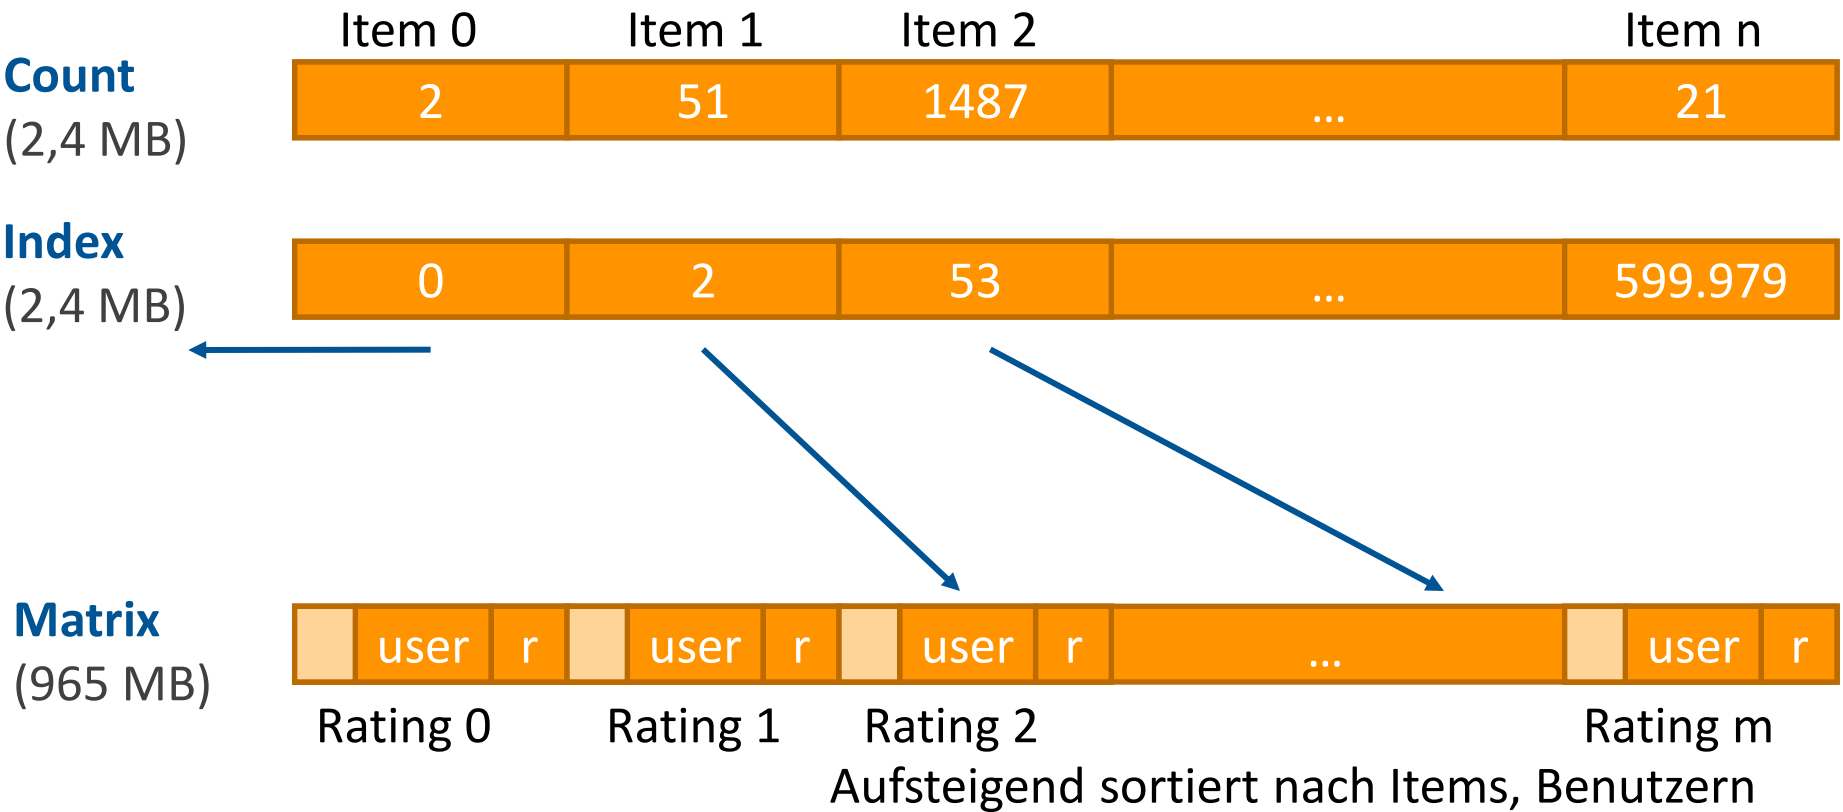 Item 0 Item 1 Item 2 Item n
Count 2 51 1487 ... 21
(2,4 MB)
Index 0 2 53 ... 599.979
(2,4 MB)
Matrix user r user r user r ... user r
(965 MB)
Rating 0 Rating 1 Rating 2 Rating m
Aufsteigend sortiert nach Items, Benutzern